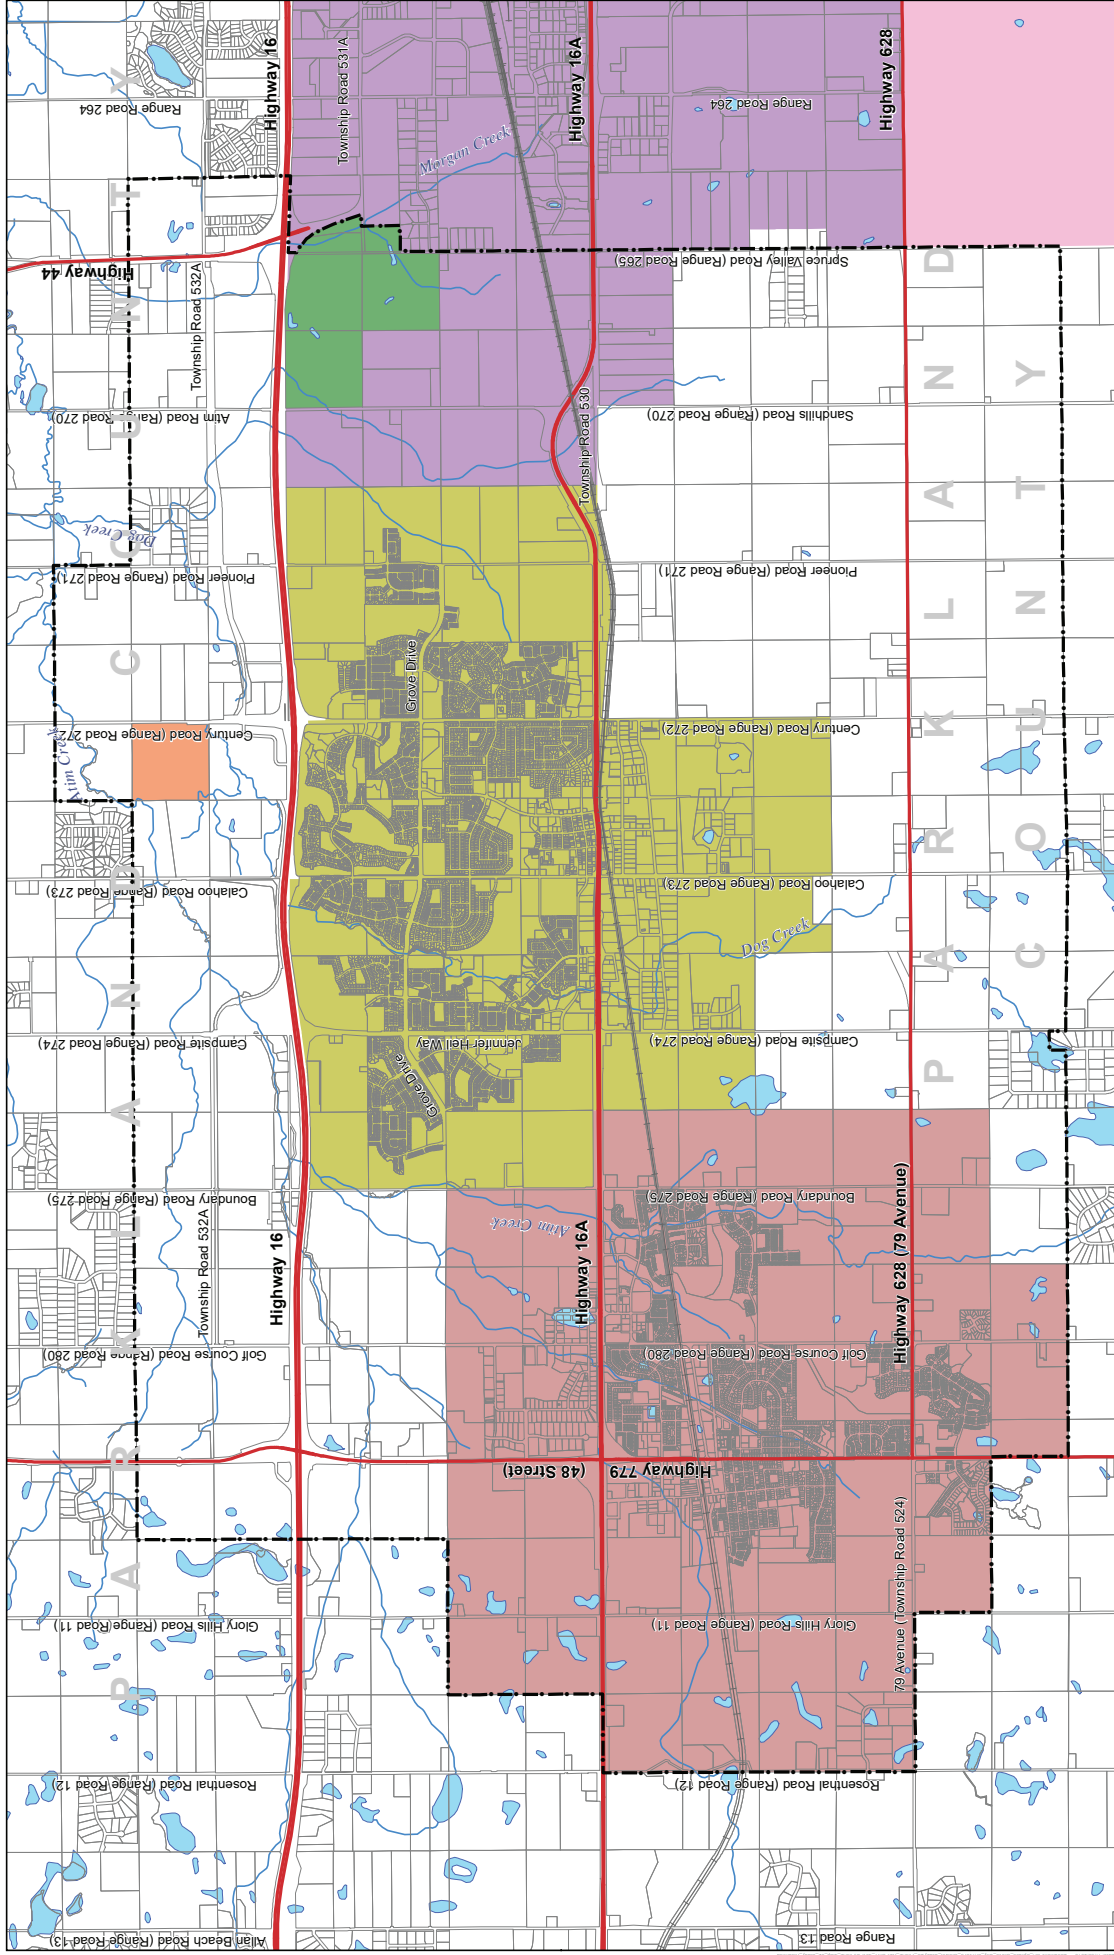 Range Road 264
Highway 16
Township Road 531A
Morgan Creek
Highway 16A
Range Road 264
Highway 628
Highway 44
Township Road 532A
Spruce Valley Road (Range Road 265)
Atim Road (Range Road 270)
Township Road 530
Sandhills Road (Range Road 270)
Dog Creek
Pioneer Road (Range Road 271)
Pioneer Road (Range Road 271)
Grove Drive
Atim Creek
Century Road (Range Road 272)
Century Road (Range Road 272)
Calahoo Road (Range Road 273)
Calahoo Road (Range Road 273)
Dog Creek
Campsite Road (Range Road 274)
Jennifer Heil Way
Grove Drive
Campsite Road (Range Road 274)
Boundary Road (Range Road 275)
Boundary Road (Range Road 275)
Township Road 532A
Highway 16
Atim Creek
Highway 16A
Highway 628 (79 Avenue)
Golf Course Road (Range Road 280)
Golf Course Road (Range Road 280)
Highway 779
(48 Street)
79 Avenue (Township Road 524)
Glory Hills Road (Range Road 11)
Glory Hills Road (Range Road 11)
Rosenthal Road (Range Road 12)
Rosenthal Road (Range Road 12)
Allan Beach Road (Range Road 13)
Range Road 13
PARKLAND COUNTY
PARKLAND
COUNTY